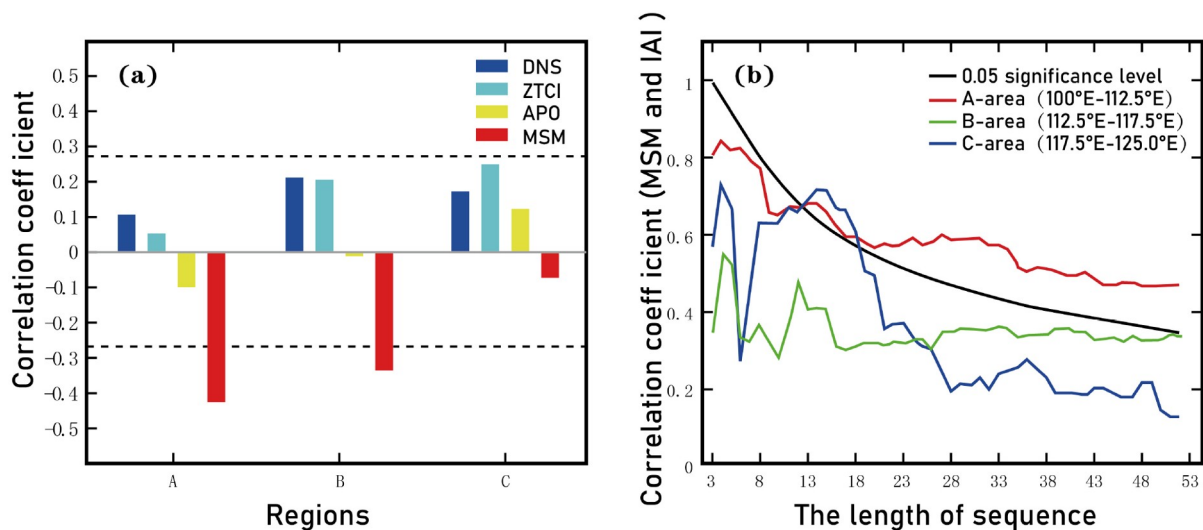 (a)
DNS
ZTCI
APO
MSM
Correlation coeff icient
0.5
0.4
0.3
0.2
0.1
0
-0.1
-0.2
-0.3
-0.4
-0.5
A
B
C
Regions
(b)
0.05 significance level
A-area (100°E-112.5°E)
B-area (112.5°E-117.5°E)
C-area (117.5°E-125.0°E)
Correlation coeff icient (MSM and IAI)
1
0.8
0.6
0.4
0.2
0
3
8
13
18
23
28
33
38
43
48
53
The length of sequence